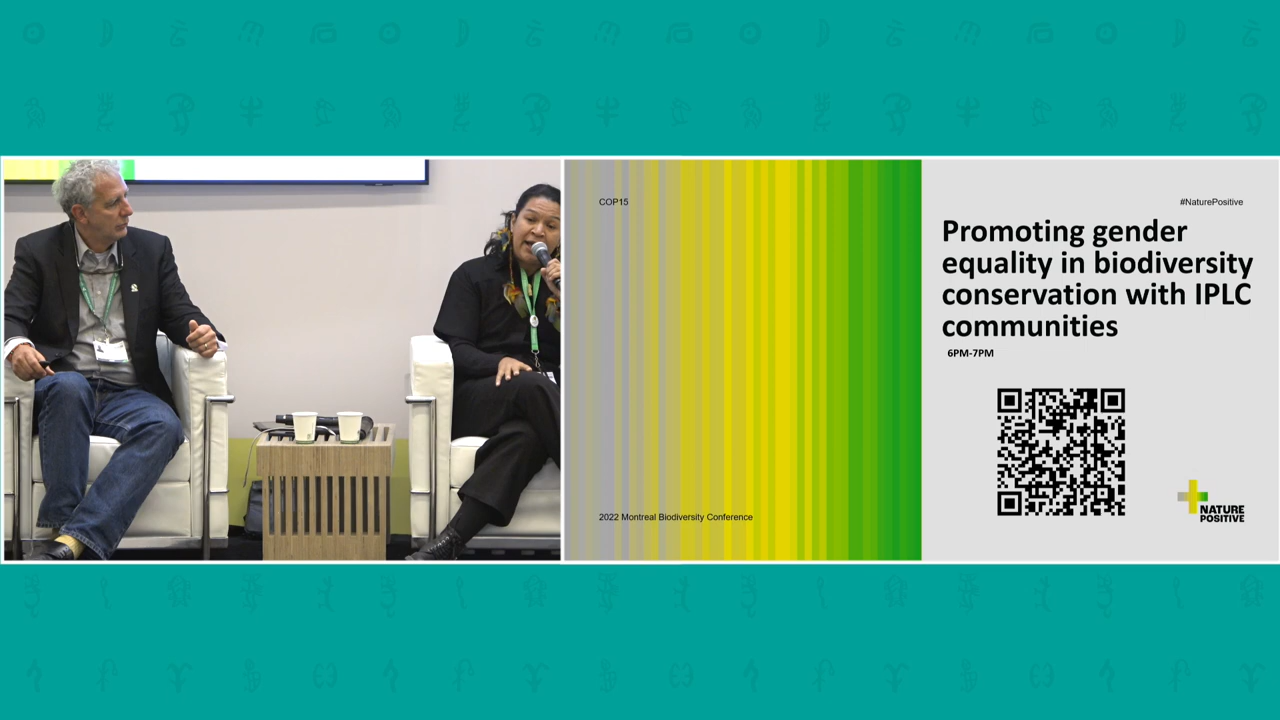 COP15
#NaturePositive
Promoting gender
equality in biodiversity
conservation with IPLC
communities
6PM-7PM
2022 Montreal Biodiversity Conference
NATURE
POSITIVE